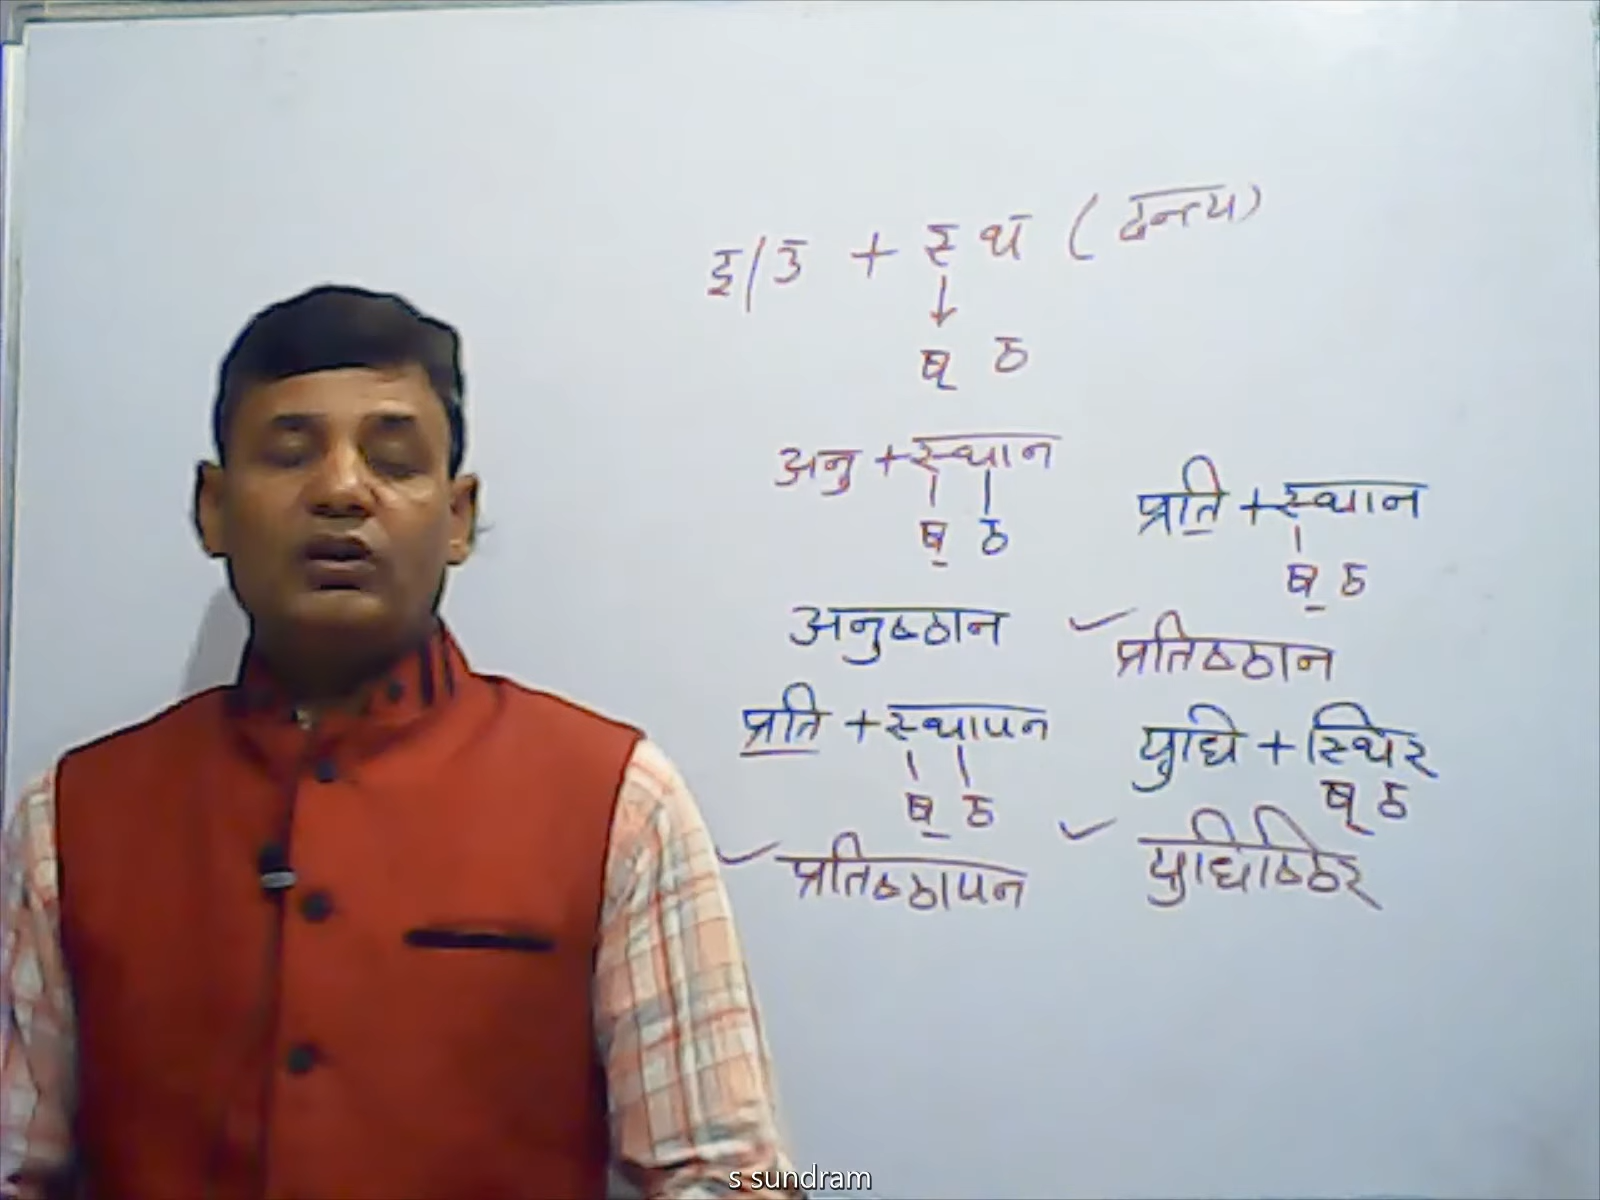 इ/उ + स् थ (दन्त्य)
↓
ष् ठ
अनु + स्थान
ष् ठ
अनुष्ठान
प्रति + स्थान
ष् ठ
✓ प्रतिष्ठान
प्रति + स्थापन
ष् ठ
✓ प्रतिष्ठापन
युधि + स्थिर
ष् ठ
✓ युधिष्ठिर
s sundram